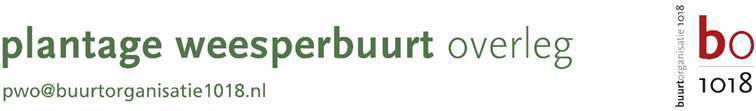 plantage weesperbuurt overleg
pwo@buurtorganisatie1018.nl
buurtorganisatie 1018
bo
1018